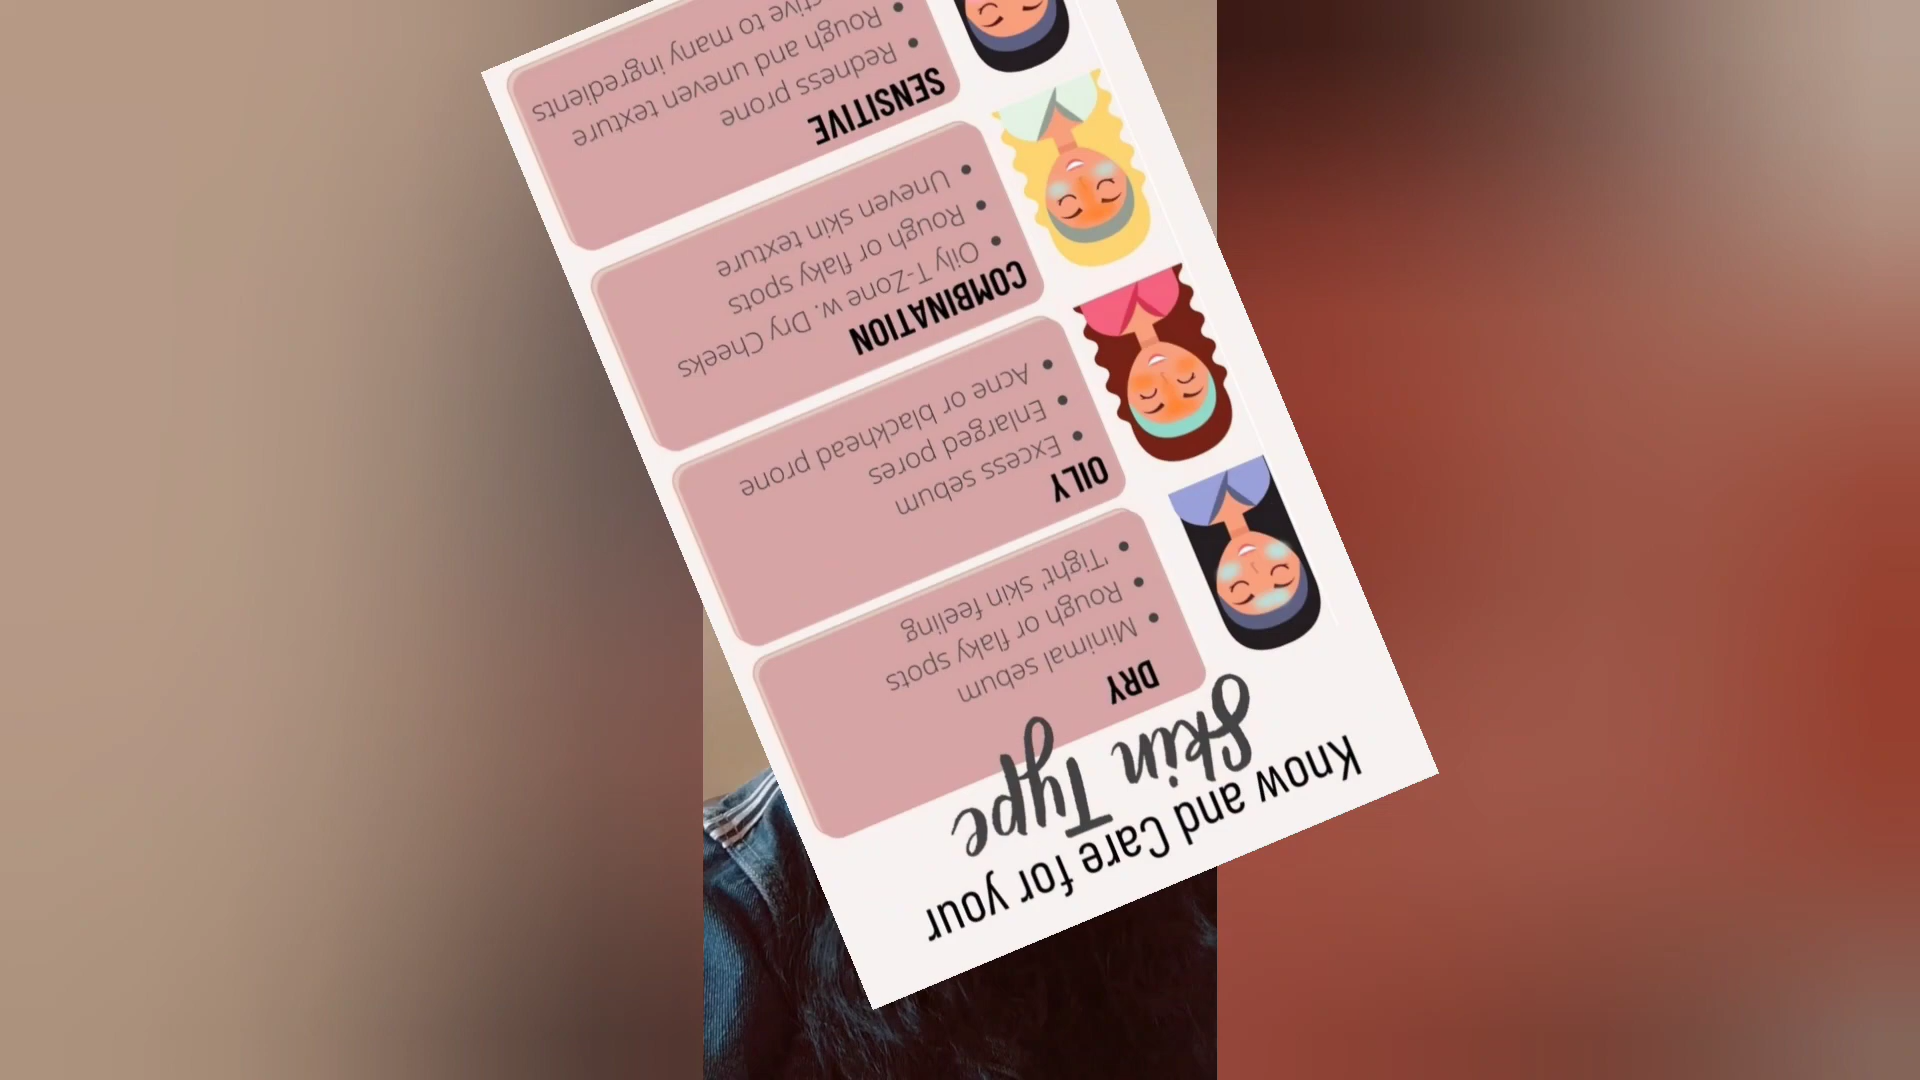 Know and Care for your
Skin Type
DRY
Minimal sebum
Rough or flaky spots
'Tight' skin feeling
OILY
Excess sebum
Enlarged pores
Acne or blackhead prone
COMBINATION
Oily T-Zone w. Dry Cheeks
Rough or flaky spots
Uneven skin texture
SENSITIVE
Redness prone
Rough and uneven texture
to many ingredients